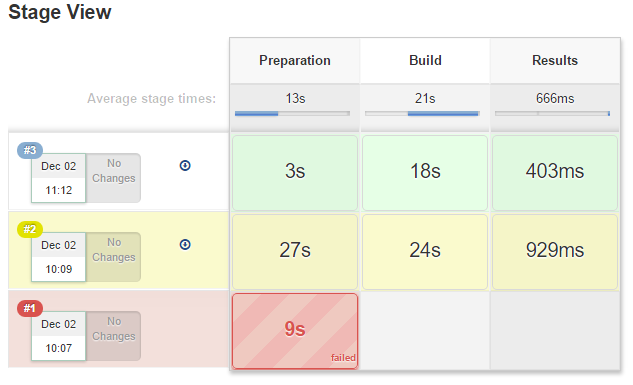 Stage View
Preparation Build Results
Average stage times: 13s 21s 666ms
#3
Dec 02 No Changes
11:12
3s 18s 403ms
#2
Dec 02 No Changes
10:09
27s 24s 929ms
#1
Dec 02 No Changes
10:07
9s
failed